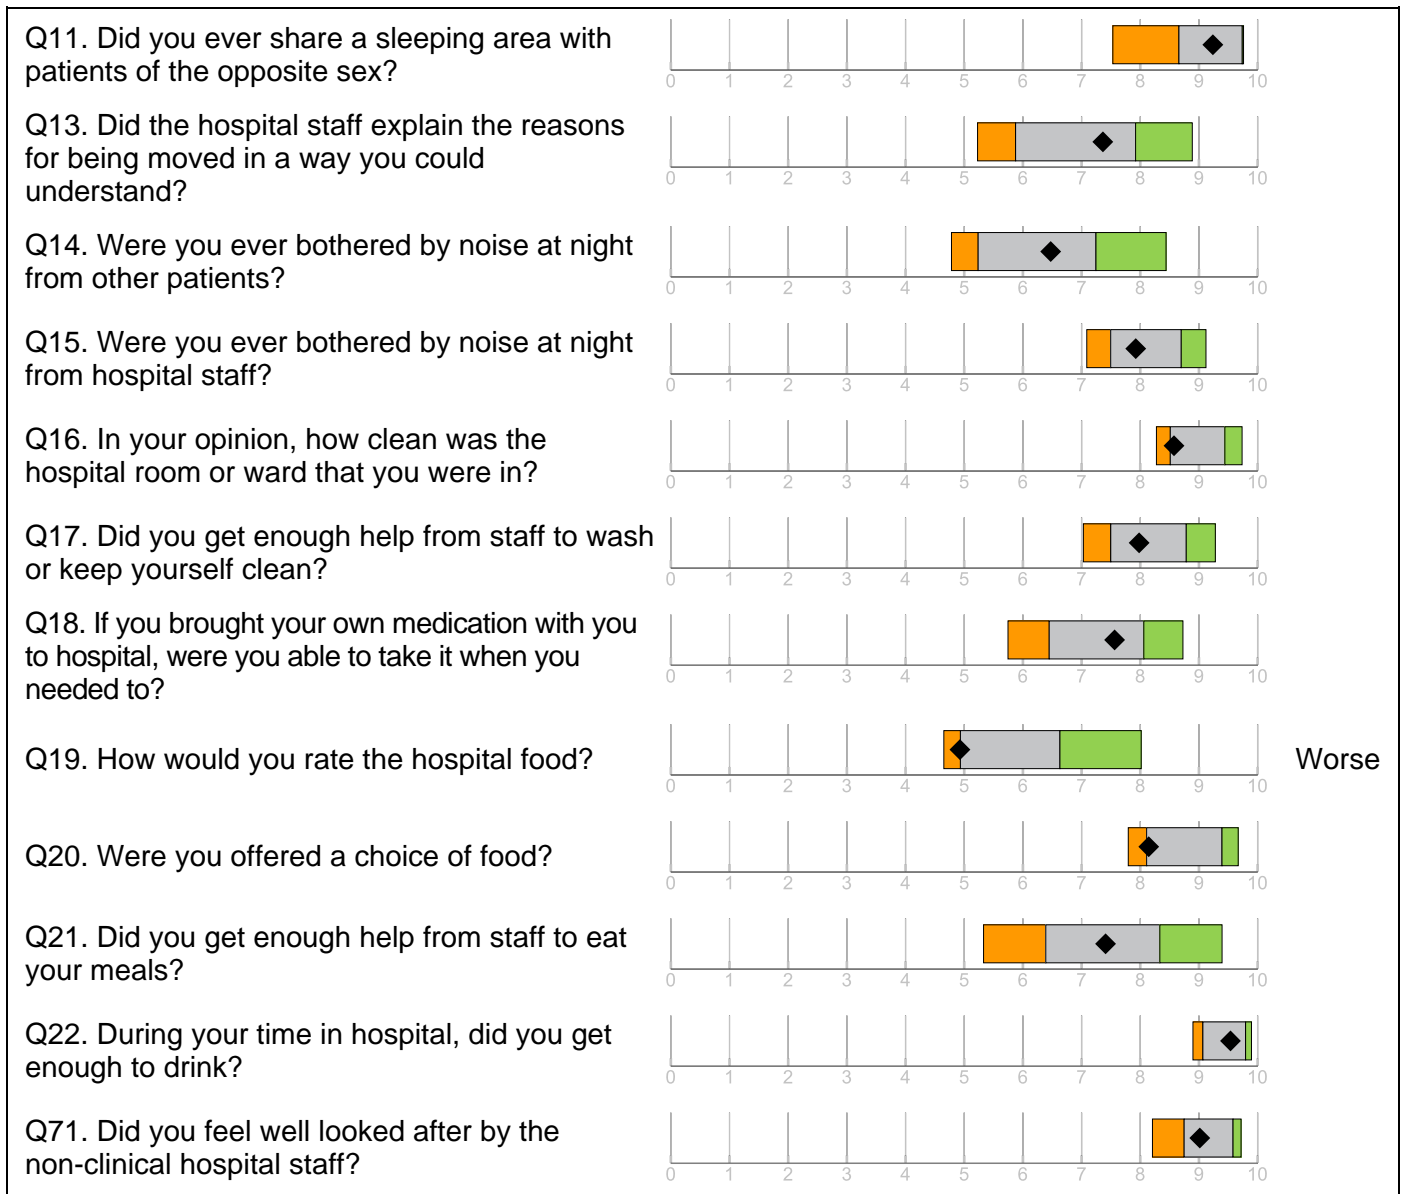 Q11. Did you ever share a sleeping area with
patients of the opposite sex?
0 1 2 3 4 5 6 7 8 9 10
Q13. Did the hospital staff explain the reasons
for being moved in a way you could
understand?
0 1 2 3 4 5 6 7 8 9 10
Q14. Were you ever bothered by noise at night
from other patients?
0 1 2 3 4 5 6 7 8 9 10
Q15. Were you ever bothered by noise at night
from hospital staff?
0 1 2 3 4 5 6 7 8 9 10
Q16. In your opinion, how clean was the
hospital room or ward that you were in?
0 1 2 3 4 5 6 7 8 9 10
Q17. Did you get enough help from staff to wash
or keep yourself clean?
0 1 2 3 4 5 6 7 8 9 10
Q18. If you brought your own medication with you
to hospital, were you able to take it when you
needed to?
0 1 2 3 4 5 6 7 8 9 10
Q19. How would you rate the hospital food?
Worse
0 1 2 3 4 5 6 7 8 9 10
Q20. Were you offered a choice of food?
0 1 2 3 4 5 6 7 8 9 10
Q21. Did you get enough help from staff to eat
your meals?
0 1 2 3 4 5 6 7 8 9 10
Q22. During your time in hospital, did you get
enough to drink?
0 1 2 3 4 5 6 7 8 9 10
Q71. Did you feel well looked after by the
non-clinical hospital staff?
0 1 2 3 4 5 6 7 8 9 10